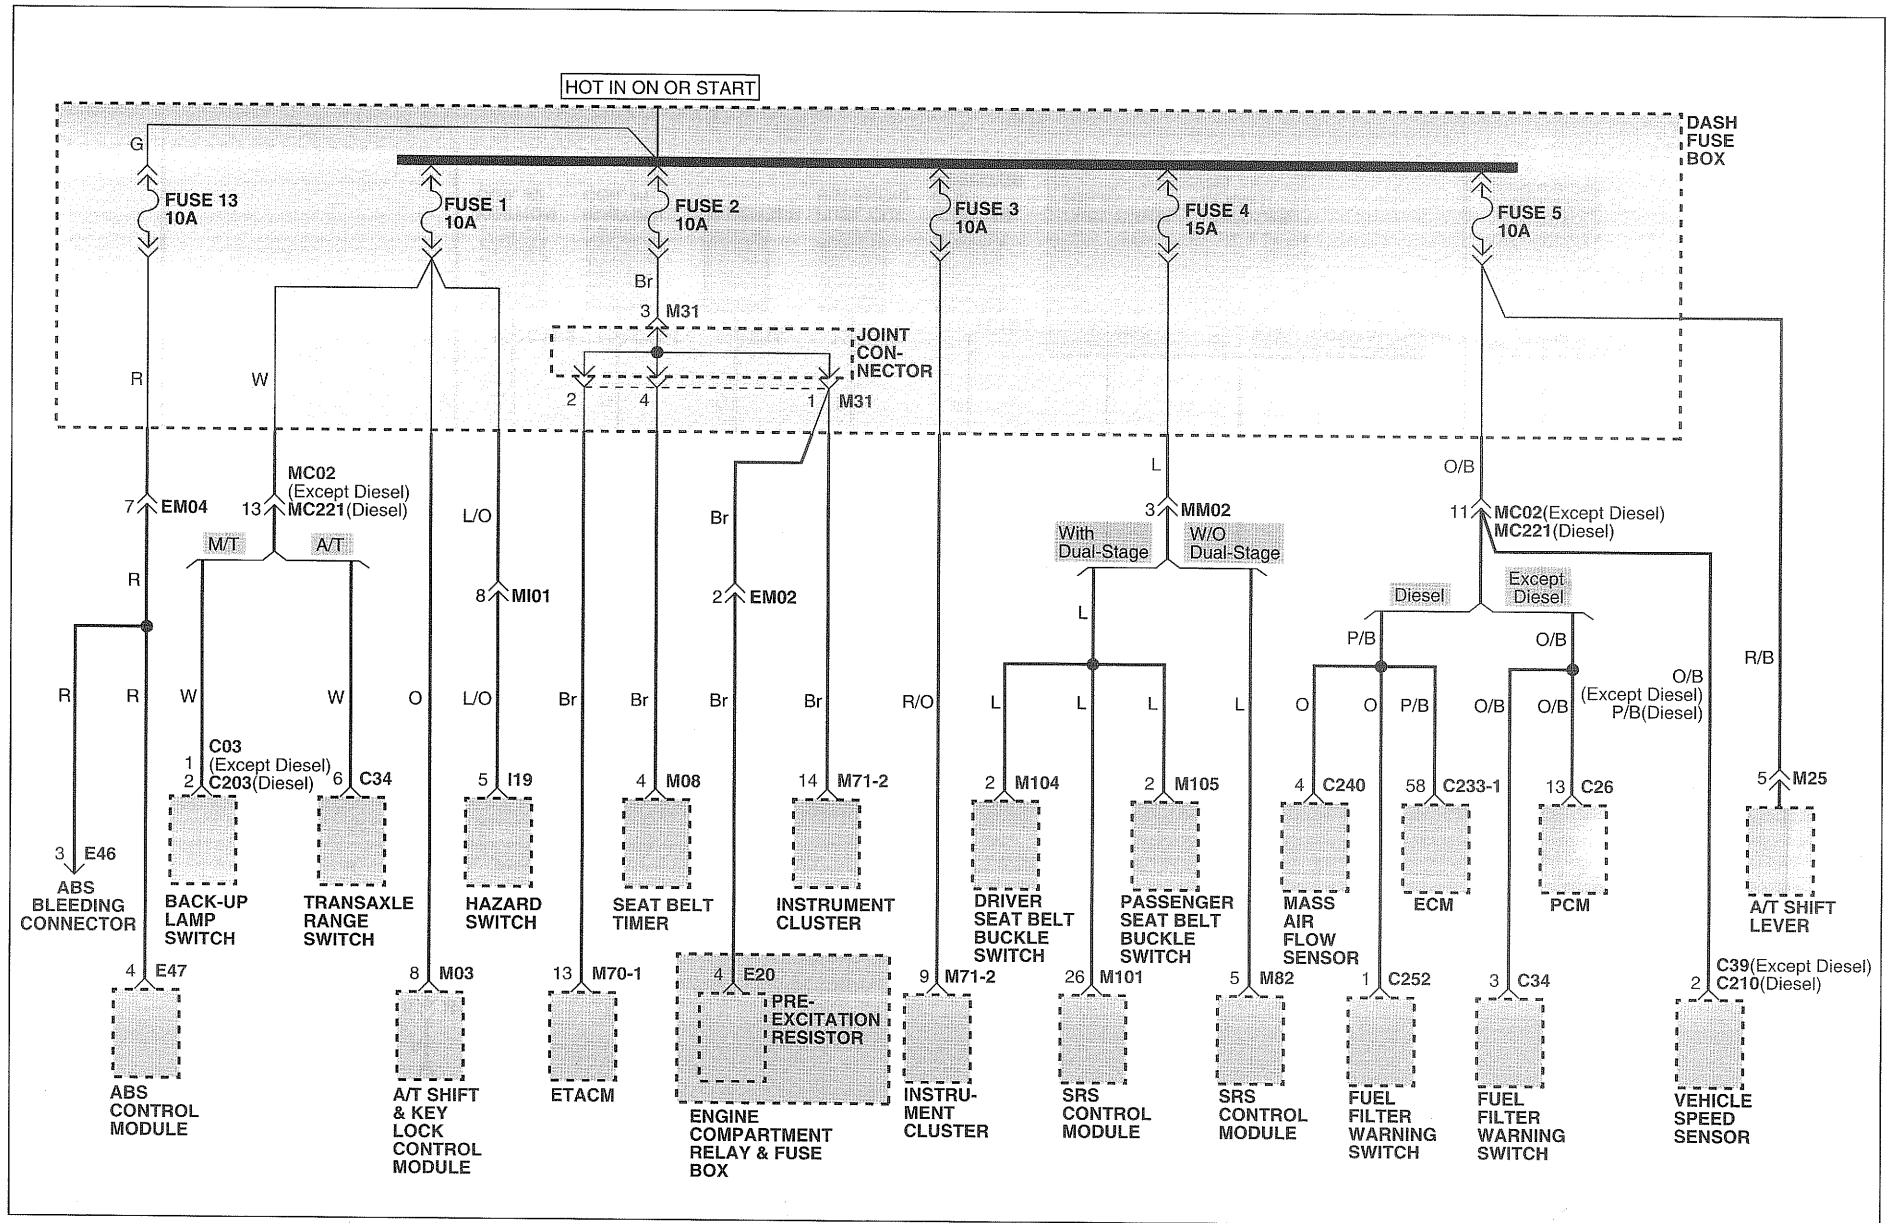 HOT IN ON OR START
DASH
FUSE
BOX
G
FUSE 13
10A
FUSE 1
10A
FUSE 2
10A
FUSE 3
10A
FUSE 4
15A
FUSE 5
10A
Br
3 M31
JOINT
CON-
NECTOR
R
W
2
4
1
M31
MC02
(Except Diesel)
7 EM04
13 MC221(Diesel)
L/O
Br
L
3 MM02
O/B
11 MC02(Except Diesel)
MC221(Diesel)
M/T
A/T
With
Dual-Stage
W/O
Dual-Stage
R
8 MI01
2 EM02
L
Diesel
Except
Diesel
P/B
O/B
R/B
R
R
W
W
O
L/O
Br
Br
Br
Br
R/O
L
L
L
L
O
O
P/B
O/B
O/B
O/B
(Except Diesel)
P/B(Diesel)
1 C03
(Except Diesel)
2 C203(Diesel)
6 C34
5 I19
4 M08
14 M71-2
2 M104
2 M105
4 C240
58 C233-1
13 C26
5 M25
3 E46
ABS
BLEEDING
CONNECTOR
BACK-UP
LAMP
SWITCH
TRANSAXLE
RANGE
SWITCH
HAZARD
SWITCH
SEAT BELT
TIMER
INSTRUMENT
CLUSTER
DRIVER
SEAT BELT
BUCKLE
SWITCH
PASSENGER
SEAT BELT
BUCKLE
SWITCH
MASS
AIR
FLOW
SENSOR
ECM
PCM
A/T SHIFT
LEVER
4 E47
8 M03
13 M70-1
4 E20
9 M71-2
26 M101
5 M82
1 C252
3 C34
C39(Except Diesel)
2 C210(Diesel)
PRE-
EXCITATION
RESISTOR
ABS
CONTROL
MODULE
A/T SHIFT
& KEY
LOCK
CONTROL
MODULE
ETACM
ENGINE
COMPARTMENT
RELAY & FUSE
BOX
INSTRU-
MENT
CLUSTER
SRS
CONTROL
MODULE
SRS
CONTROL
MODULE
FUEL
FILTER
WARNING
SWITCH
FUEL
FILTER
WARNING
SWITCH
VEHICLE
SPEED
SENSOR